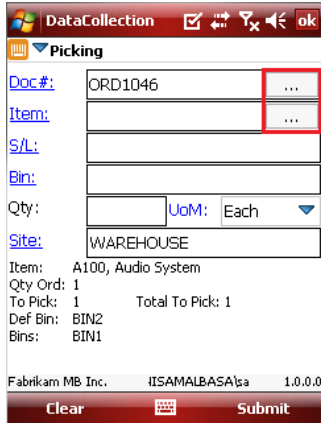 DataCollection ok
Picking
Doc#: ORD1046 ...
Item: ...
S/L:
Bin:
Qty: UoM: Each
Site: WAREHOUSE
Item: A100, Audio System
Qty Ord: 1
To Pick: 1 Total To Pick: 1
Def Bin: BIN2
Bins: BIN1
Fabrikam MB Inc. \ISAMALBASA\sa 1.0.0.0
Clear Submit